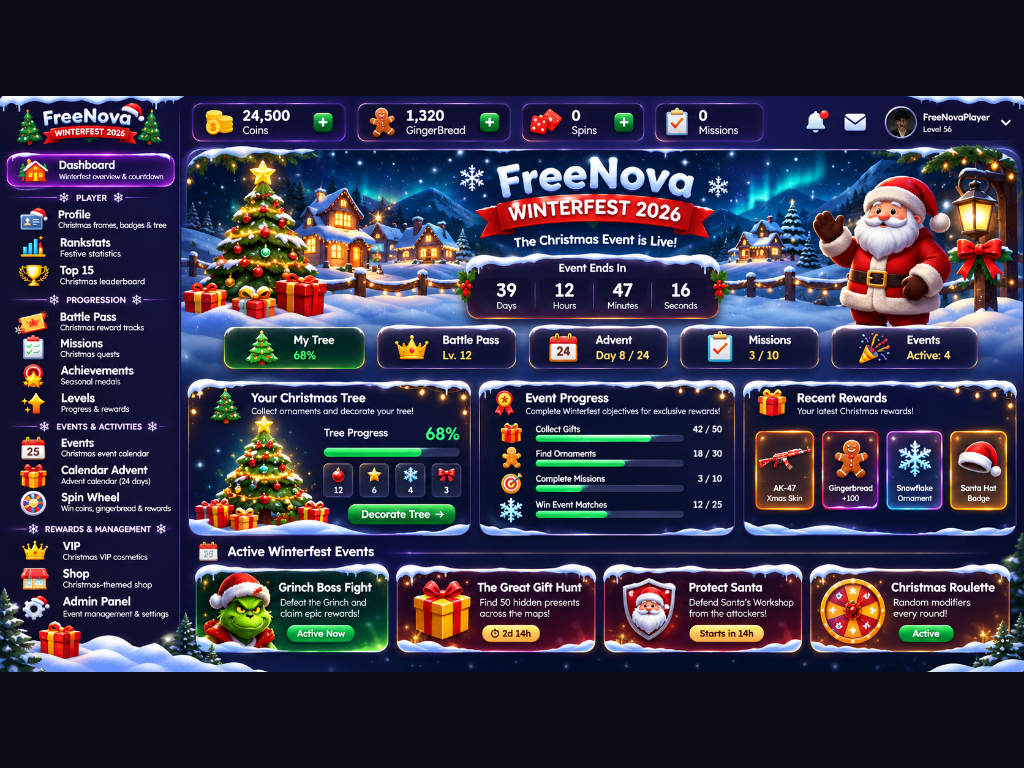 FreeNova
WINTERFEST 2026
24,500
Coins
1,320
GingerBread
0
Spins
0
Missions
FreeNovaPlayer
Level 56
Dashboard
Winterfest overview & countdown
PLAYER
Profile
Christmas frames, badges & tree
Rankstats
Festive statistics
Top 15
Christmas leaderboard
PROGRESSION
Battle Pass
Christmas reward tracks
Missions
Christmas quests
Achievements
Seasonal medals
Levels
Progress & rewards
EVENTS & ACTIVITIES
25
Events
Christmas event calendar
Calendar Advent
Advent calendar (24 days)
Spin Wheel
Win coins, gingerbread & rewards
REWARDS & MANAGEMENT
VIP
Christmas VIP cosmetics
Shop
Christmas-themed shop
Admin Panel
Event management & settings
FreeNova
WINTERFEST 2026
The Christmas Event is Live!
Event Ends In
39 12 47 16
Days Hours Minutes Seconds
My Tree
68%
Battle Pass
Lv. 12
24
Advent
Day 8 / 24
Missions
3 / 10
Events
Active: 4
Your Christmas Tree
Collect ornaments and decorate your tree!
Tree Progress 68%
12 6 4 3
Decorate Tree →
Event Progress
Complete Winterfest objectives for exclusive rewards!
Collect Gifts 42 / 50
Find Ornaments 18 / 30
Complete Missions 3 / 10
Win Event Matches 12 / 25
Recent Rewards
Your latest Christmas rewards!
AK-47
Xmas Skin
Gingerbread
+100
Snowflake
Ornament
Santa Hat
Badge
25
Active Winterfest Events
Grinch Boss Fight
Defeat the Grinch and
claim epic rewards!
Active Now
The Great Gift Hunt
Find 50 hidden presents
across the maps!
2d 14h
Protect Santa
Defend Santa's Workshop
from the attackers!
Starts in 14h
Christmas Roulette
Random modifiers
every round!
Active